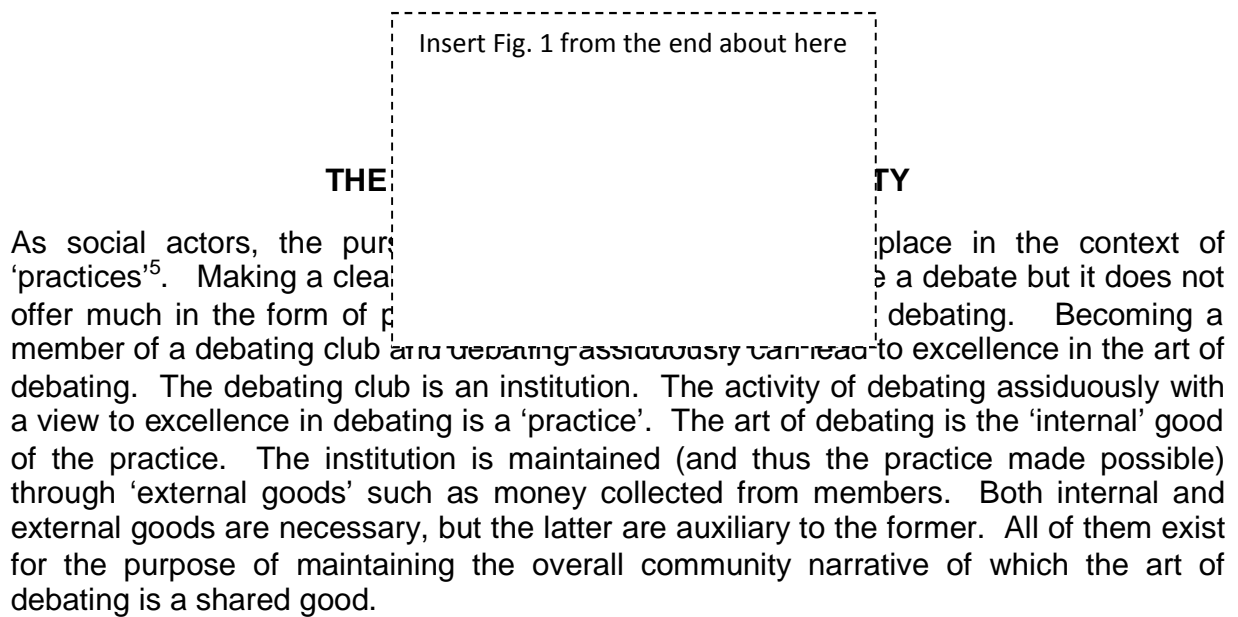 Insert Fig. 1 from the end about here
THE TY
As social actors, the place in the context of
‘practices’5. Making a a debate but it does not
offer much in the form of debating. Becoming a
member of a debating club and debating assiduously can lead to excellence in the art of
debating. The debating club is an institution. The activity of debating assiduously with
a view to excellence in debating is a ‘practice’. The art of debating is the ‘internal’ good
of the practice. The institution is maintained (and thus the practice made possible)
through ‘external goods’ such as money collected from members. Both internal and
external goods are necessary, but the latter are auxiliary to the former. All of them exist
for the purpose of maintaining the overall community narrative of which the art of
debating is a shared good.